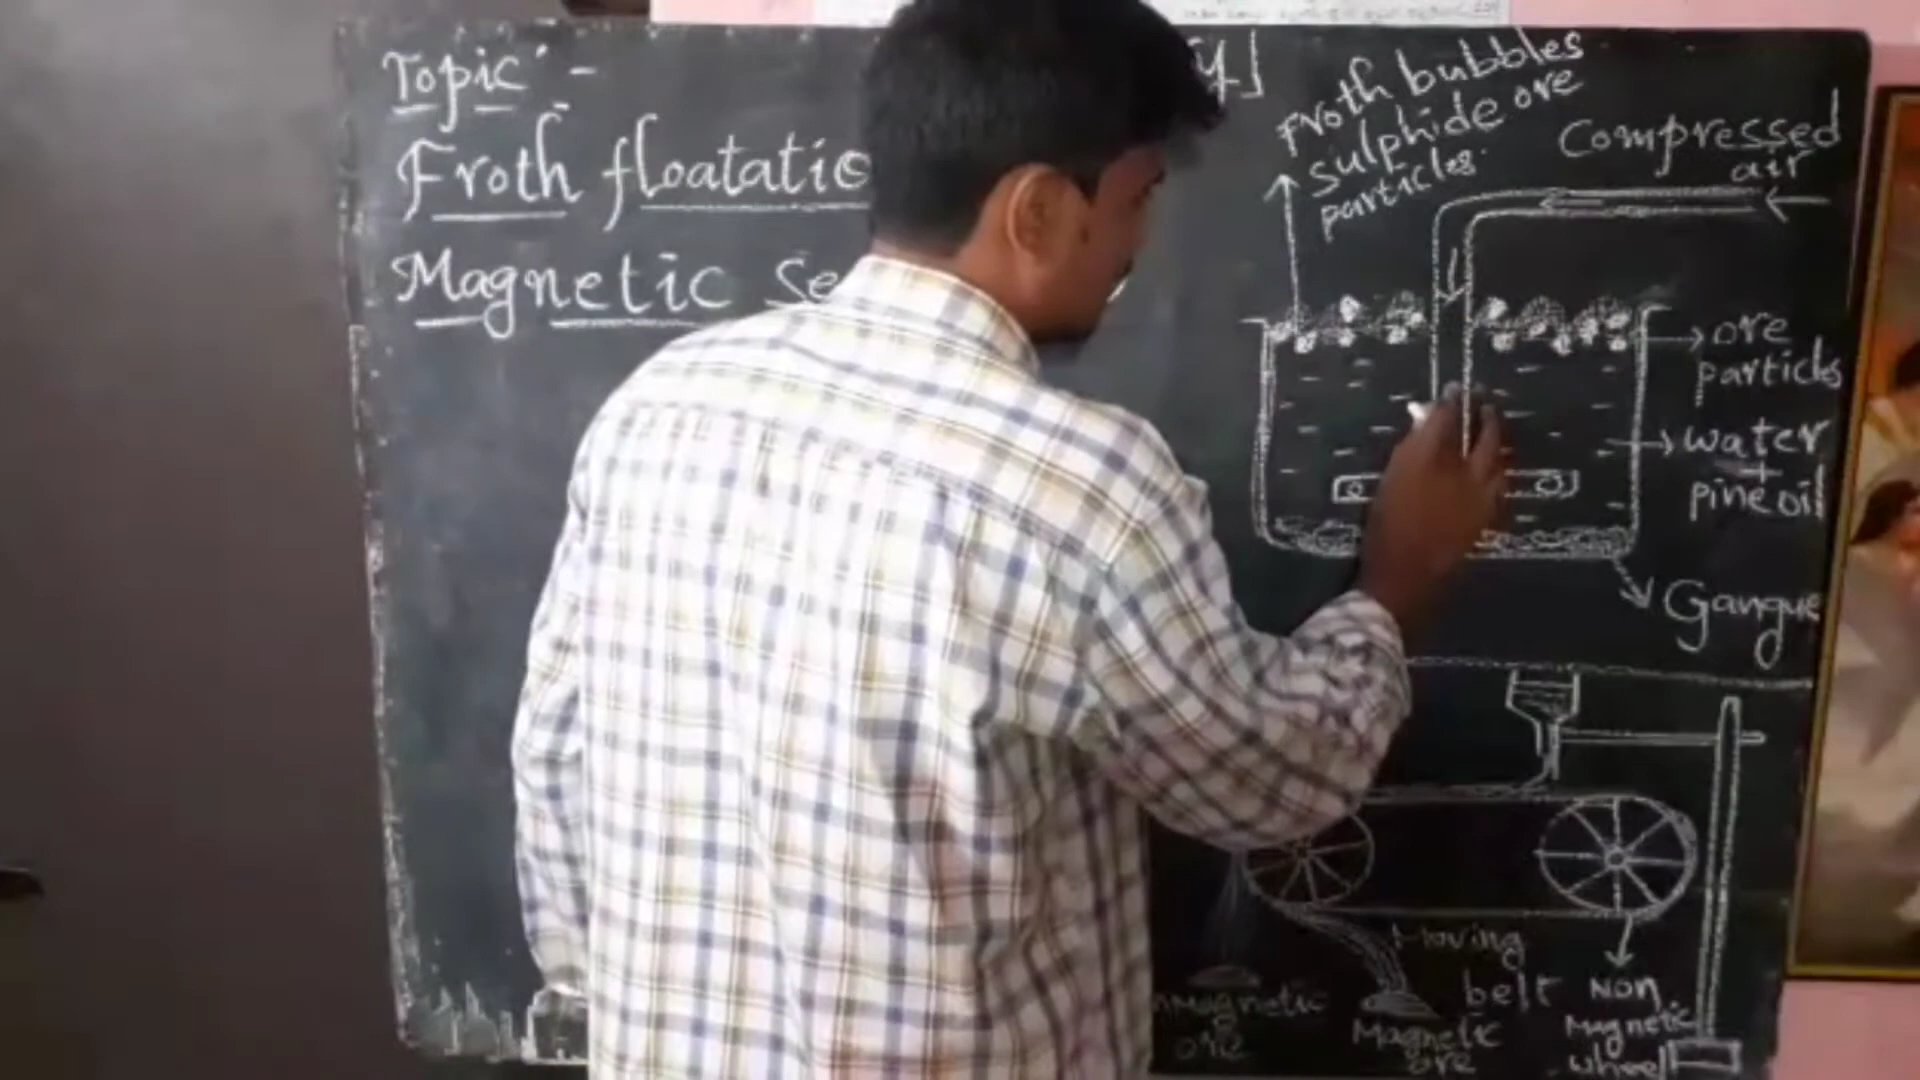 Topic :-
Froth floatatio
Magnetic Se
y]
Froth bubbles
sulphide ore
particles.
Compressed
air
ore
particles
water
+
pine oil
Gangue
Moving
belt
Non
Magnetic
wheel
Magnetic
ore
nmagnetic
ore